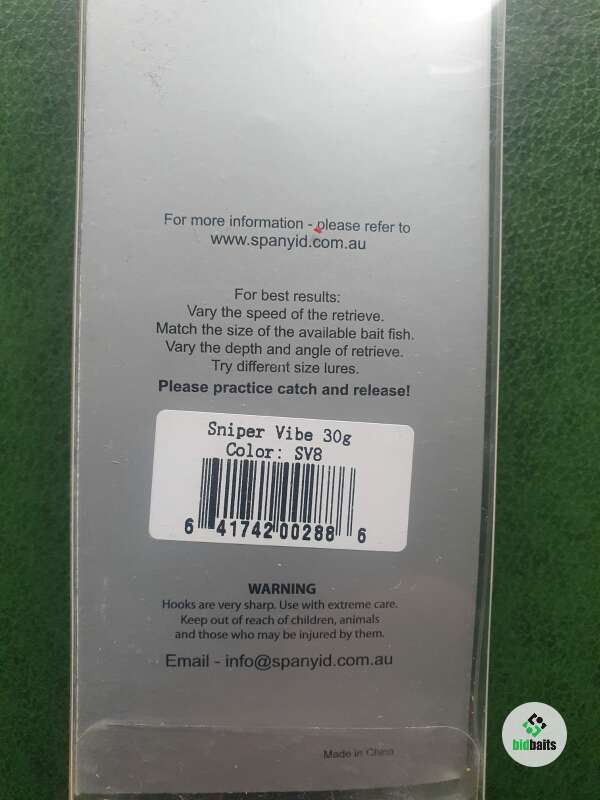 For more information - please refer to
www.spanyid.com.au
For best results:
Vary the speed of the retrieve.
Match the size of the available bait fish.
Vary the depth and angle of retrieve.
Try different size lures.
Please practice catch and release!
Sniper Vibe 30g
Color: SV8
6 41742 00288 6
WARNING
Hooks are very sharp. Use with extreme care.
Keep out of reach of children, animals
and those who may be injured by them.
Email - info@spanyid.com.au
Made in China
bidbaits